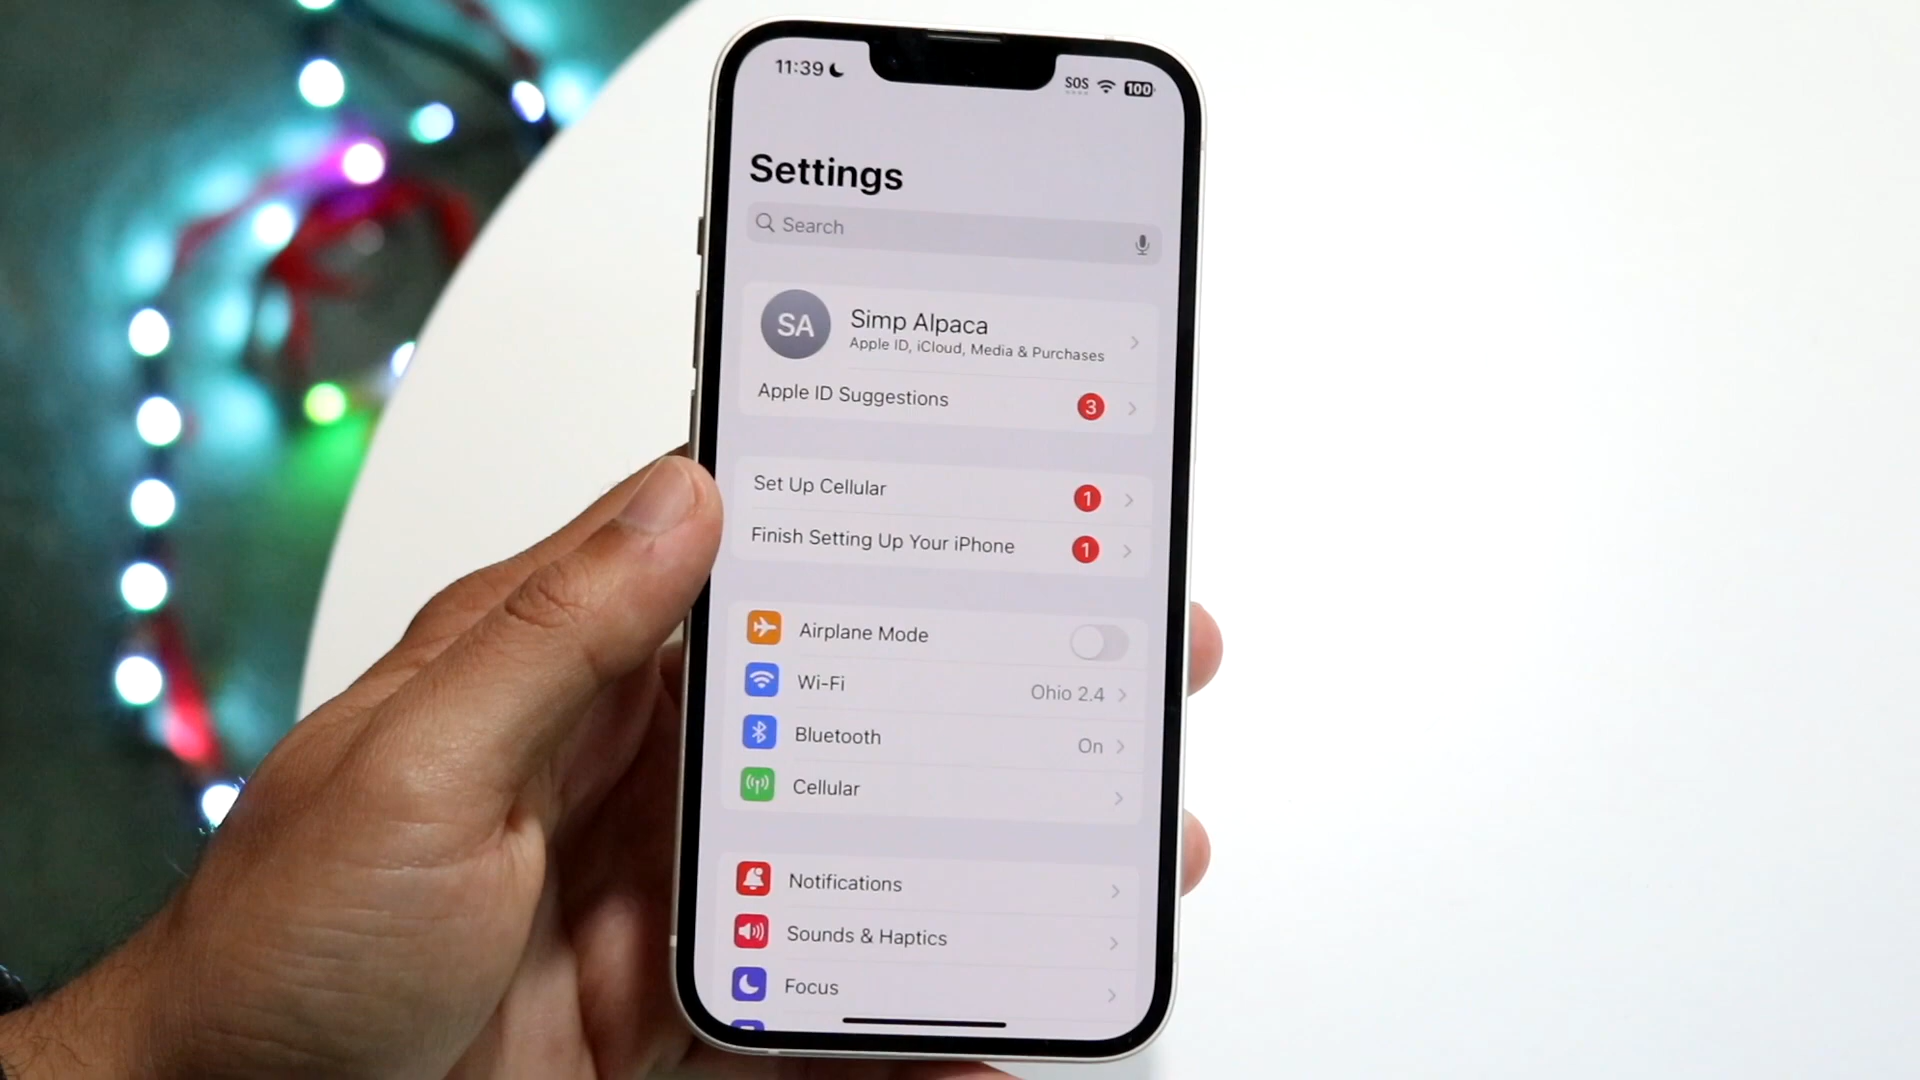 11:39
SOS 100
Settings
Search
SA
Simp Alpaca
Apple ID, iCloud, Media & Purchases
Apple ID Suggestions 3
Set Up Cellular 1
Finish Setting Up Your iPhone 1
Airplane Mode
Wi-Fi Ohio 2.4
Bluetooth On
Cellular
Notifications
Sounds & Haptics
Focus